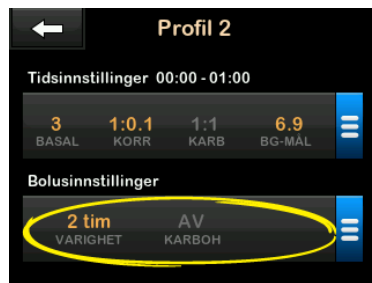 Profil 2
Tidsinnstillinger 00:00 - 01:00
3 1:0.1 1:1 6.9
BASAL KORR KARB BG-MÅL
Bolusinnstillinger
2 tim AV
VARIGHET KARBOH